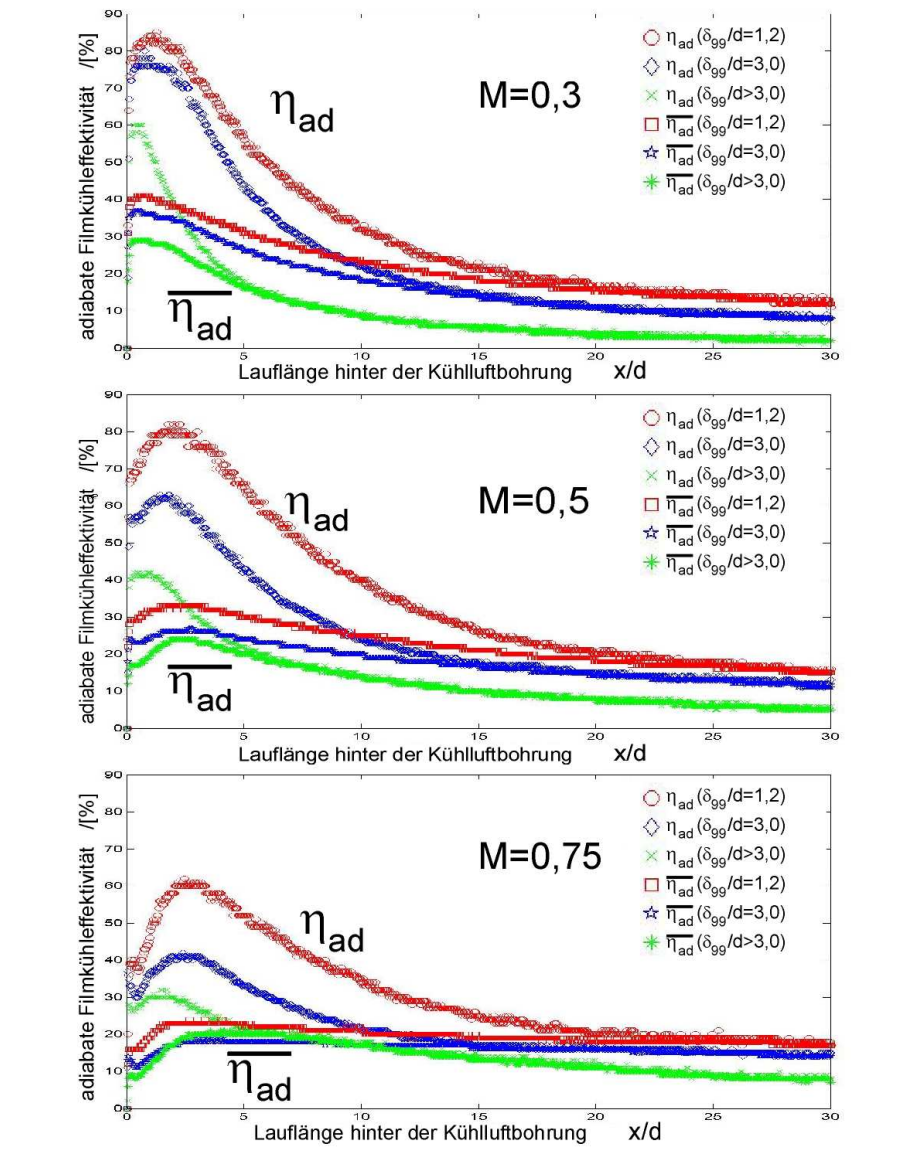 90
80
70
60
50
40
30
20
10
0
adiabate Filmkühleffektivität /[%]
η_ad
M=0,3
η_ad (δ_99/d=1,2)
η_ad (δ_99/d=3,0)
η_ad (δ_99/d>3,0)
η̅_ad (δ_99/d=1,2)
η̅_ad (δ_99/d=3,0)
η̅_ad (δ_99/d>3,0)
η̅_ad
0 5 10 15 20 25 30
Lauflänge hinter der Kühlluftbohrung x/d
90
80
70
60
50
40
30
20
10
0
adiabate Filmkühleffektivität /[%]
η_ad
M=0,5
η_ad (δ_99/d=1,2)
η_ad (δ_99/d=3,0)
η_ad (δ_99/d>3,0)
η̅_ad (δ_99/d=1,2)
η̅_ad (δ_99/d=3,0)
η̅_ad (δ_99/d>3,0)
η̅_ad
0 5 10 15 20 25 30
Lauflänge hinter der Kühlluftbohrung x/d
90
80
70
60
50
40
30
20
10
0
adiabate Filmkühleffektivität /[%]
η_ad
M=0,75
η_ad (δ_99/d=1,2)
η_ad (δ_99/d=3,0)
η_ad (δ_99/d>3,0)
η̅_ad (δ_99/d=1,2)
η̅_ad (δ_99/d=3,0)
η̅_ad (δ_99/d>3,0)
η̅_ad
0 5 10 15 20 25 30
Lauflänge hinter der Kühlluftbohrung x/d